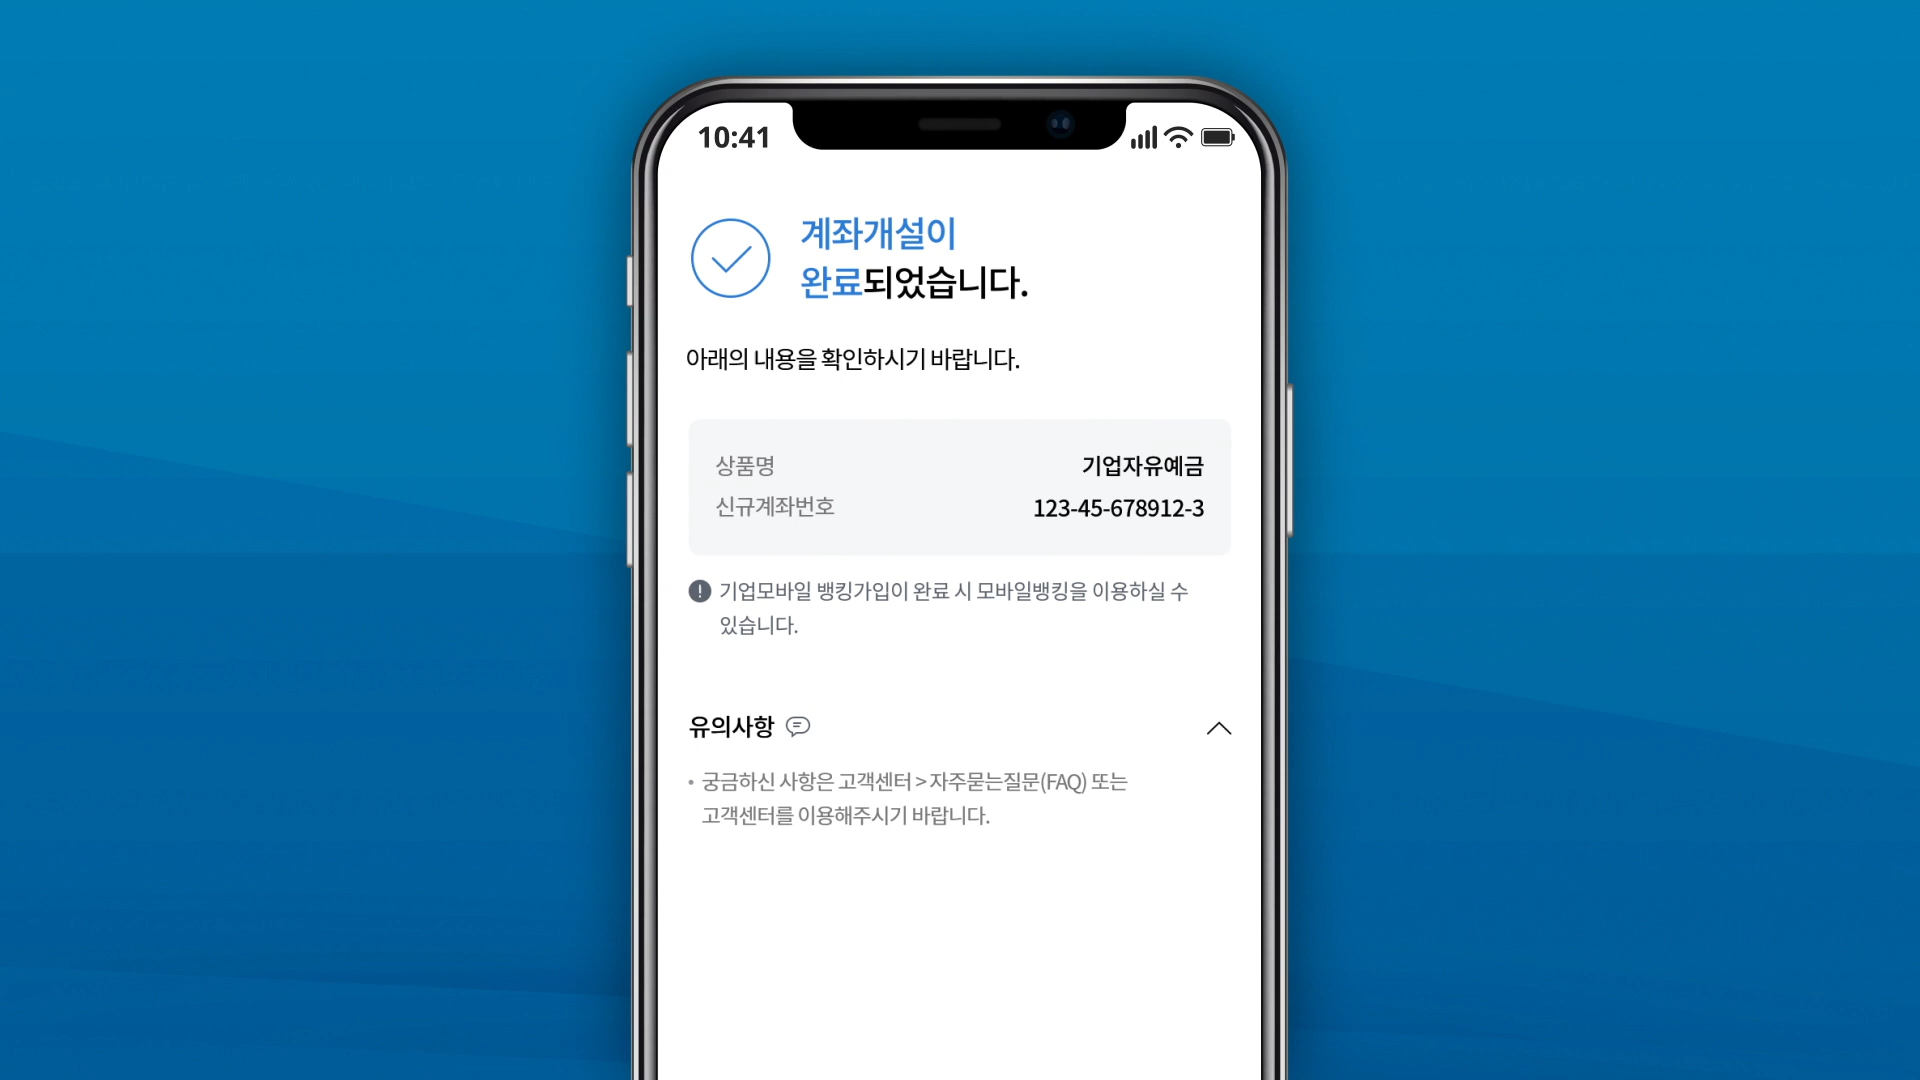 10:41
계좌개설이
완료되었습니다.
아래의 내용을 확인하시기 바랍니다.
상품명 기업자유예금
신규계좌번호 123-45-678912-3
기업모바일 뱅킹가입이 완료 시 모바일뱅킹을 이용하실 수
있습니다.
유의사항
• 궁금하신 사항은 고객센터 > 자주묻는질문(FAQ) 또는
고객센터를 이용해주시기 바랍니다.